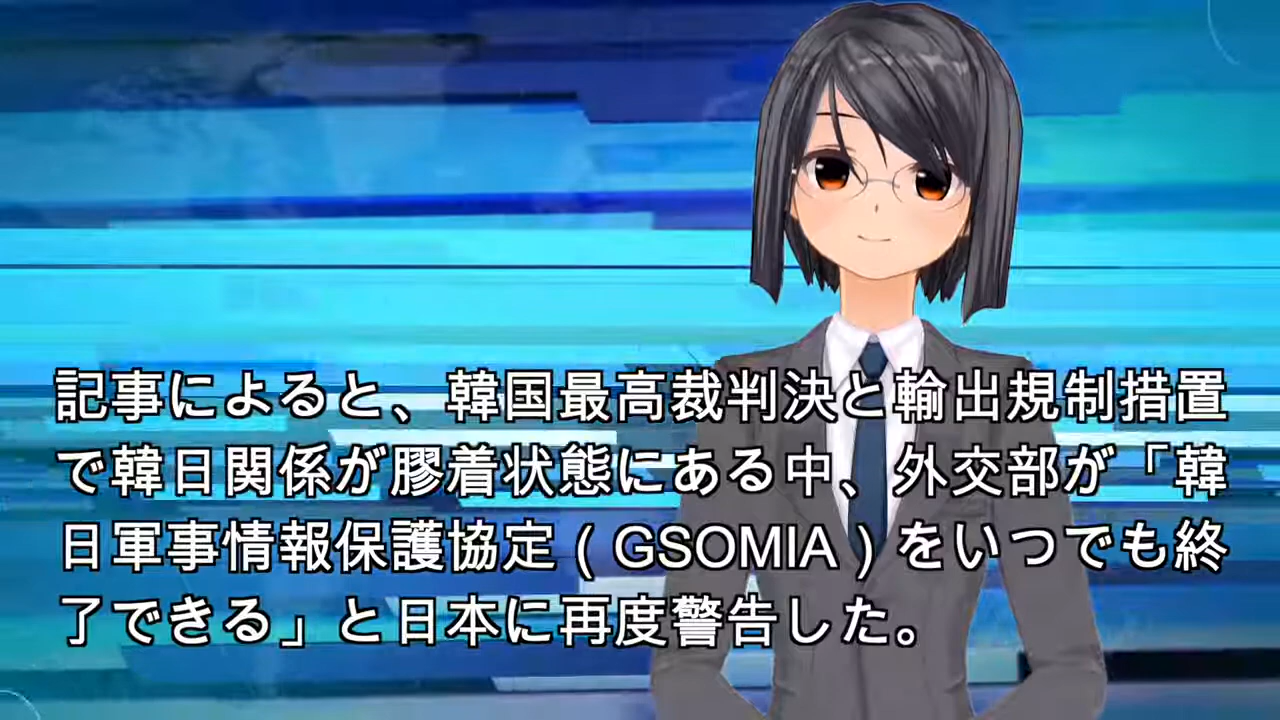 記事によると、韓国最高裁判決と輸出規制措置
で韓日関係が膠着状態にある中、外交部が「韓
日軍事情報保護協定(GSOMIA)をいつでも終
了できる」と日本に再度警告した。